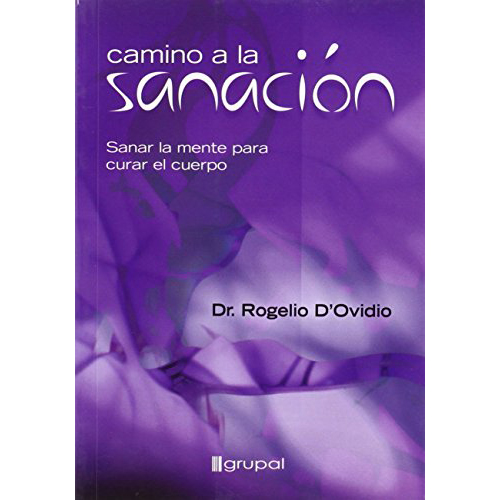 camino a la
sanación
Sanar la mente para
curar el cuerpo
Dr. Rogelio D'Ovidio
grupal